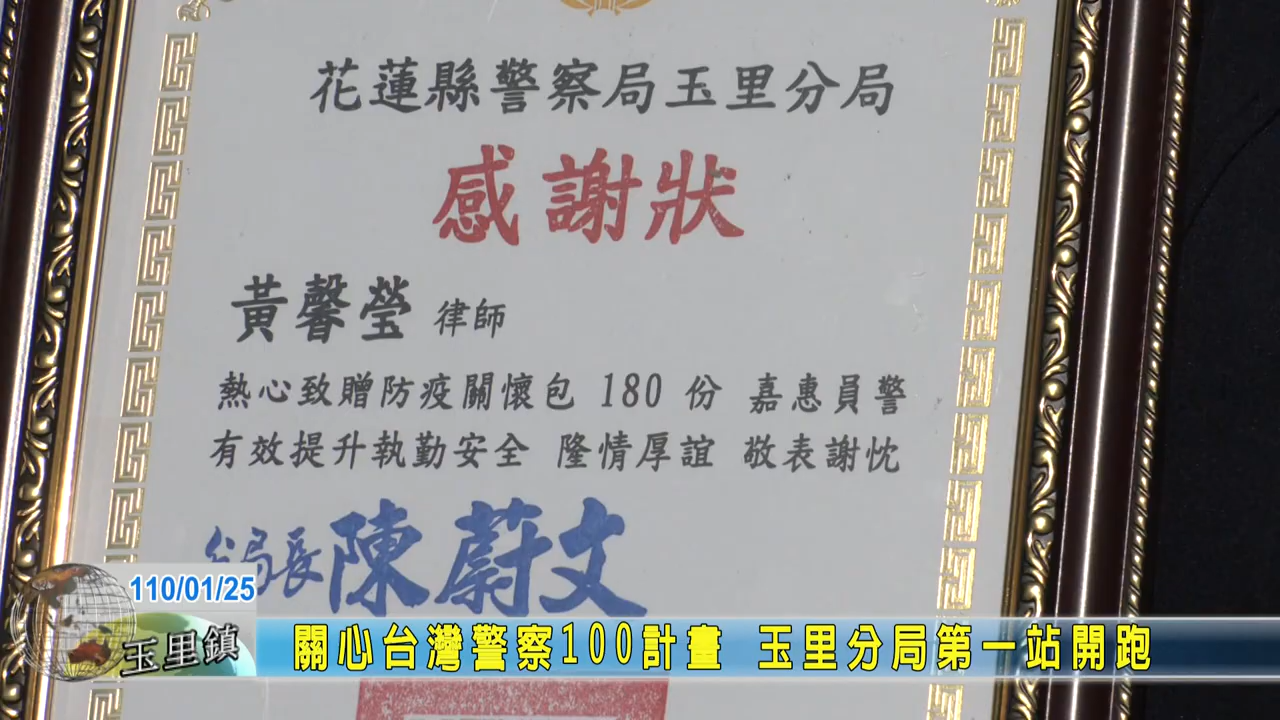 花蓮縣警察局玉里分局
感謝狀
黃馨瑩 律師
熱心致贈防疫關懷包 180 份 嘉惠員警
有效提升執勤安全 隆情厚誼 敬表謝忱
分局長陳蔚文
110/01/25
玉里鎮
關心台灣警察100計畫 玉里分局第一站開跑